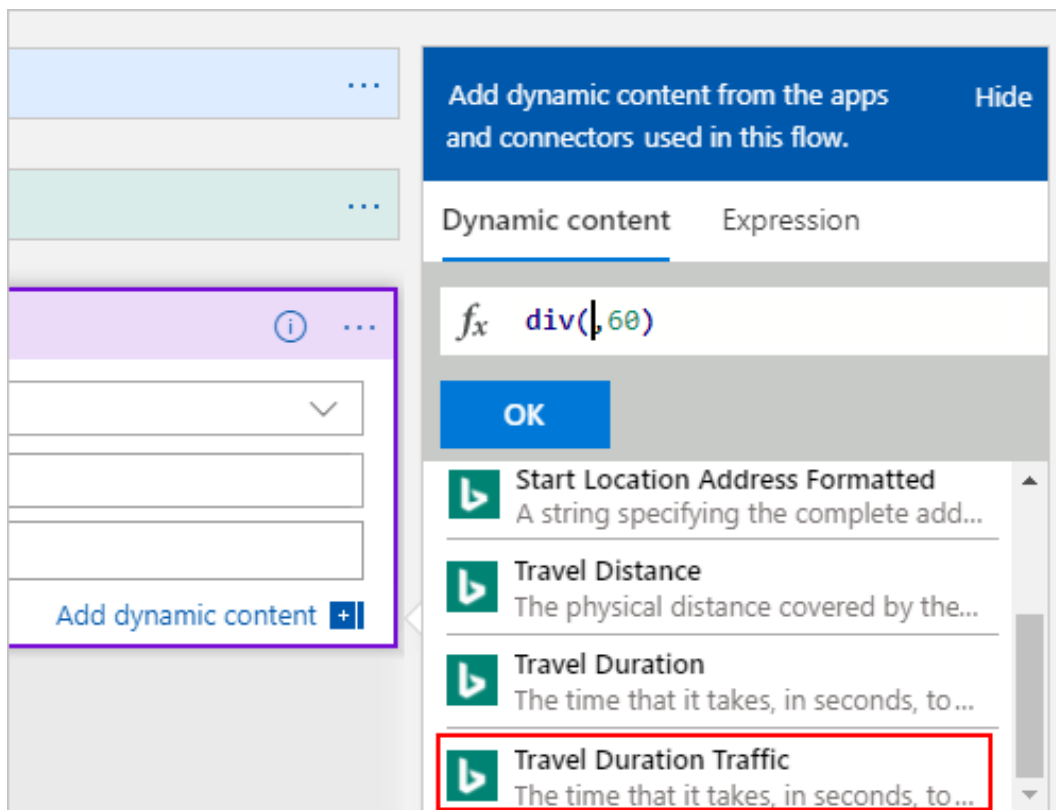 Add dynamic content from the apps
and connectors used in this flow.
Hide
Dynamic content
Expression
fx div(,60)
OK
Start Location Address Formatted
A string specifying the complete add...
Travel Distance
The physical distance covered by the...
Travel Duration
The time that it takes, in seconds, to...
Travel Duration Traffic
The time that it takes, in seconds, to...
Add dynamic content